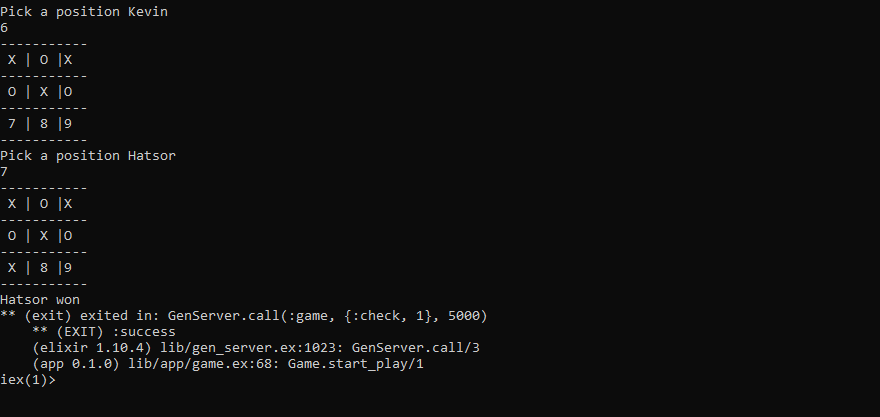 Pick a position Kevin
6
-----------
 X | O |X
-----------
 O | X |O
-----------
 7 | 8 |9
-----------
Pick a position Hatsor
7
-----------
 X | O |X
-----------
 O | X |O
-----------
 X | 8 |9
-----------
Hatsor won
** (exit) exited in: GenServer.call(:game, {:check, 1}, 5000)
    ** (EXIT) :success
    (elixir 1.10.4) lib/gen_server.ex:1023: GenServer.call/3
    (app 0.1.0) lib/app/game.ex:68: Game.start_play/1
iex(1)>